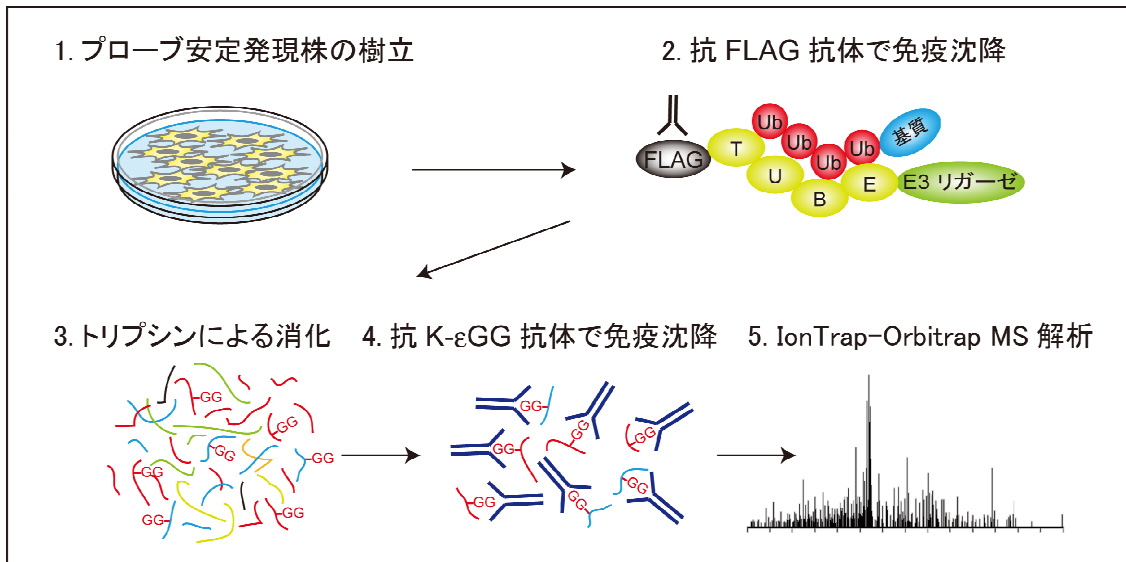 1. プローブ安定発現株の樹立
2. 抗 FLAG 抗体で免疫沈降
FLAG
T
U
B
E
Ub
Ub
Ub
Ub
基質
E3 リガーゼ
3. トリプシンによる消化
4. 抗 K-εGG 抗体で免疫沈降
5. IonTrap-Orbitrap MS 解析
GG
GG
GG
GG
GG
GG
GG
GG
GG
GG
GG
GG
GG
GG